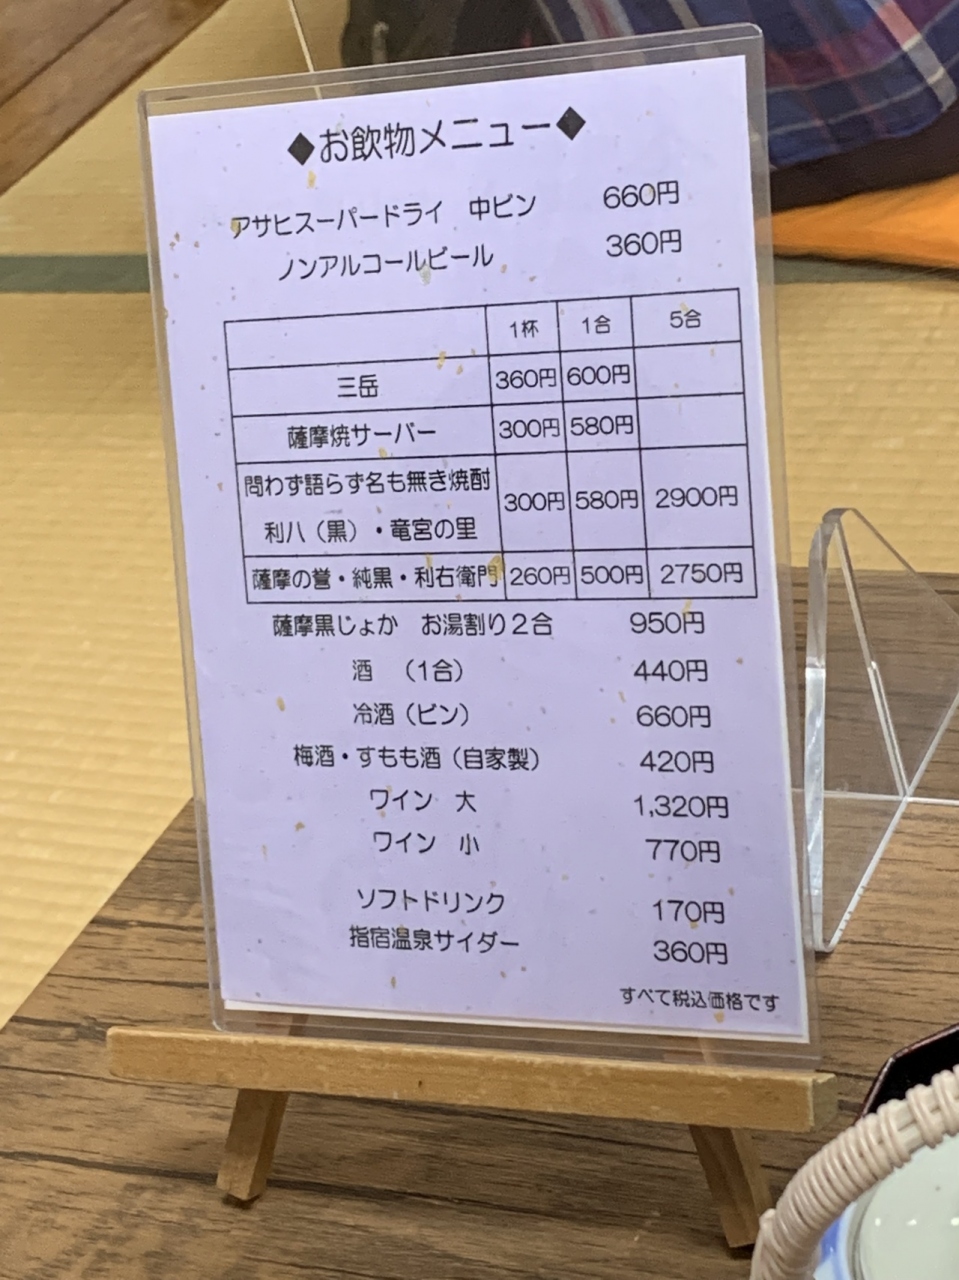 ◆お飲物メニュー◆
アサヒスーパードライ 中ビン 660円
ノンアルコールビール 360円
1杯 1合 5合
三岳 360円 600円
薩摩焼サーバー 300円 580円
問わず語らず名も無き焼酎
利八（黒）・竜宮の里 300円 580円 2900円
薩摩の誉・純黒・利右衛門 260円 500円 2750円
薩摩黒じょか お湯割り2合 950円
酒 （1合） 440円
冷酒（ビン） 660円
梅酒・すもも酒（自家製） 420円
ワイン 大 1,320円
ワイン 小 770円
ソフトドリンク 170円
指宿温泉サイダー 360円
すべて税込価格です